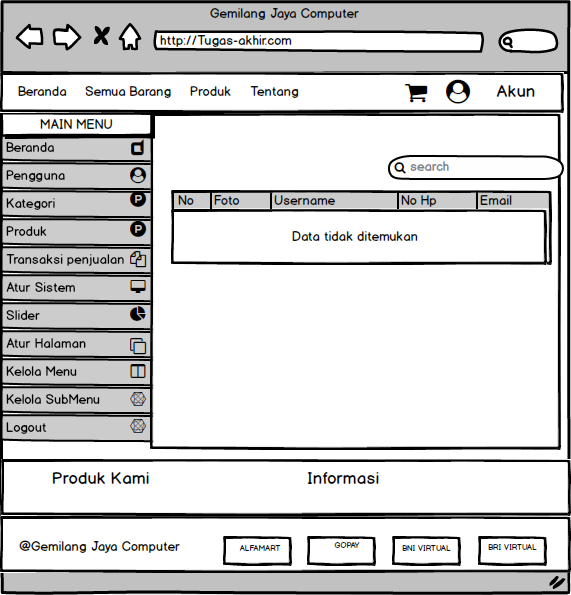 Gemilang Jaya Computer
http://Tugas-akhir.com
Beranda Semua Barang Produk Tentang Akun
MAIN MENU
Beranda
Pengguna
Kategori
Produk
Transaksi penjualan
Atur Sistem
Slider
Atur Halaman
Kelola Menu
Kelola SubMenu
Logout
search
No Foto Username No Hp Email
Data tidak ditemukan
Produk Kami Informasi
@Gemilang Jaya Computer ALFAMART GOPAY BNI VIRTUAL BRI VIRTUAL